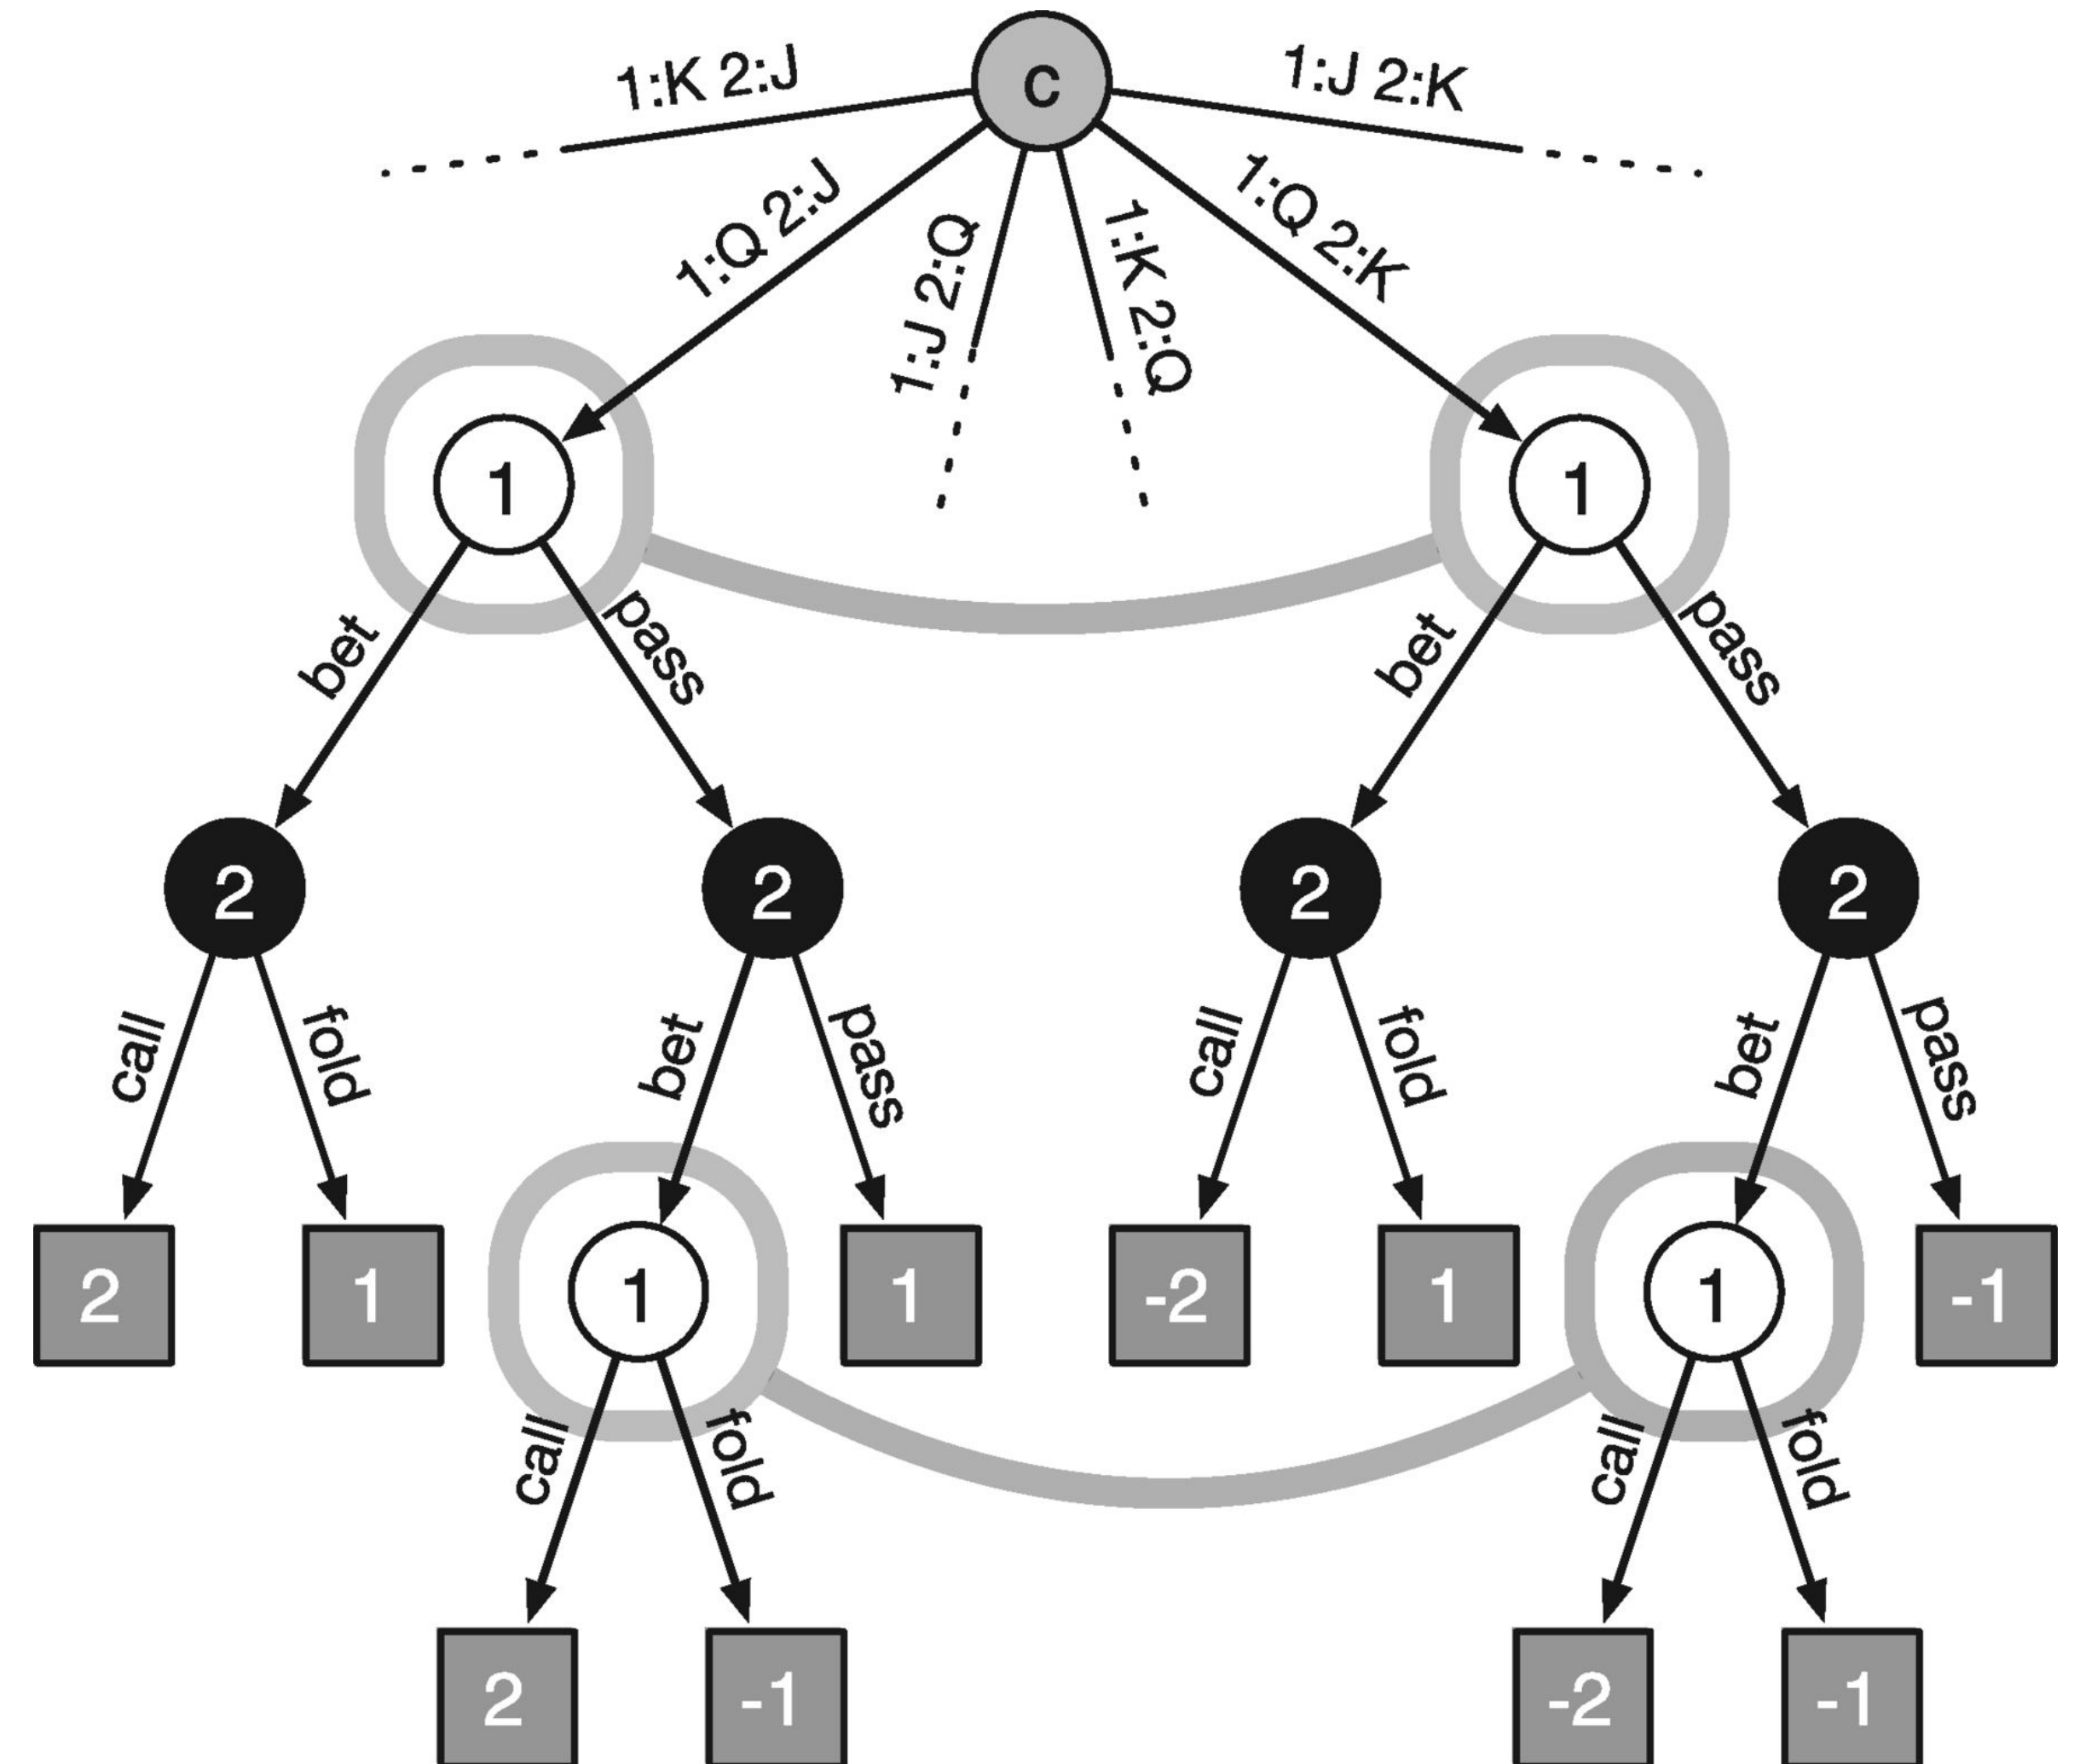 C
1:K 2:J
1:J 2:K
1:Q 2:J
1:J 2:Q
1:K 2:Q
1:Q 2:K
1
1
bet
pass
bet
pass
2
2
2
2
call
fold
bet
pass
call
fold
bet
pass
2
1
1
1
-2
1
1
-1
call
fold
call
fold
2
-1
-2
-1